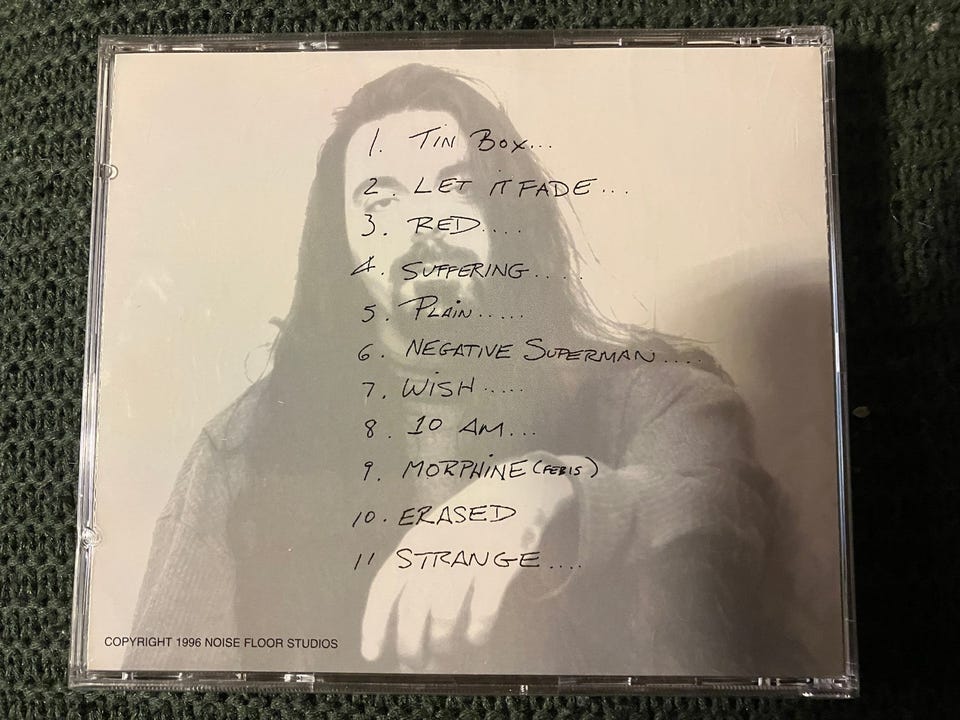 1. TIN BOX...
2. LET IT FADE...
3. RED....
4. SUFFERING.....
5. PLAIN.....
6. NEGATIVE SUPERMAN....
7. WISH.....
8. 10 AM...
9. MORPHINE (FEBIS)
10. ERASED
11 STRANGE....
COPYRIGHT 1996 NOISE FLOOR STUDIOS